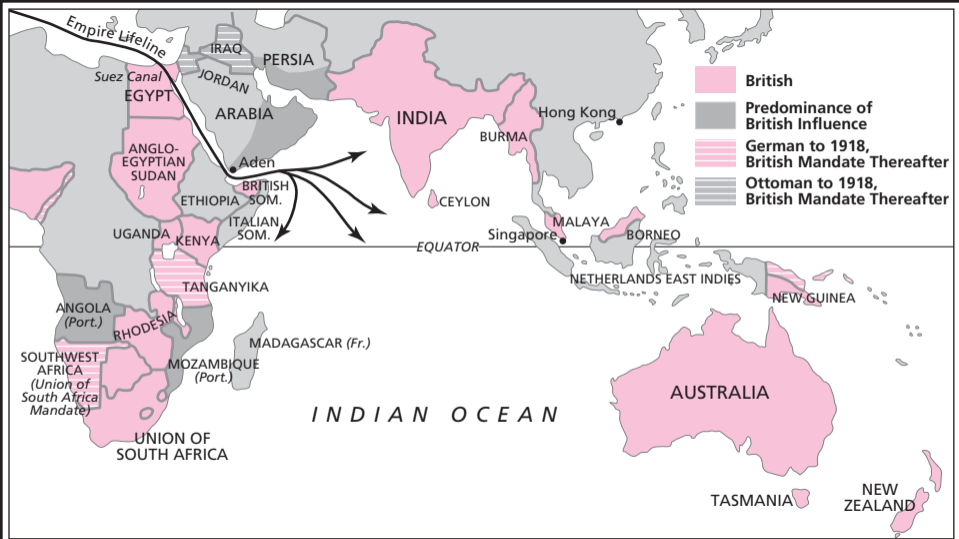 Empire Lifeline
IRAQ
PERSIA
Suez Canal
JORDAN
EGYPT
ARABIA
INDIA
Hong Kong
BURMA
British
Predominance of
British Influence
German to 1918,
British Mandate Thereafter
Ottoman to 1918,
British Mandate Thereafter
ANGLO-
EGYPTIAN
SUDAN
Aden
BRITISH
SOM.
ETHIOPIA
CEYLON
ITALIAN
SOM.
MALAYA
UGANDA
KENYA
Singapore
BORNEO
EQUATOR
TANGANYIKA
NETHERLANDS EAST INDIES
NEW GUINEA
ANGOLA
(Port.)
RHODESIA
MADAGASCAR (Fr.)
SOUTHWEST
AFRICA
(Union of
South Africa
Mandate)
MOZAMBIQUE
(Port.)
AUSTRALIA
INDIAN OCEAN
UNION OF
SOUTH AFRICA
TASMANIA
NEW
ZEALAND